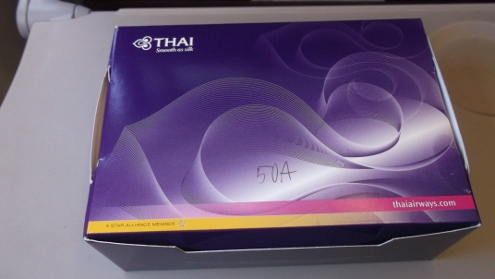 THAI
Smooth as silk
50A
thaiairways.com
A STAR ALLIANCE MEMBER